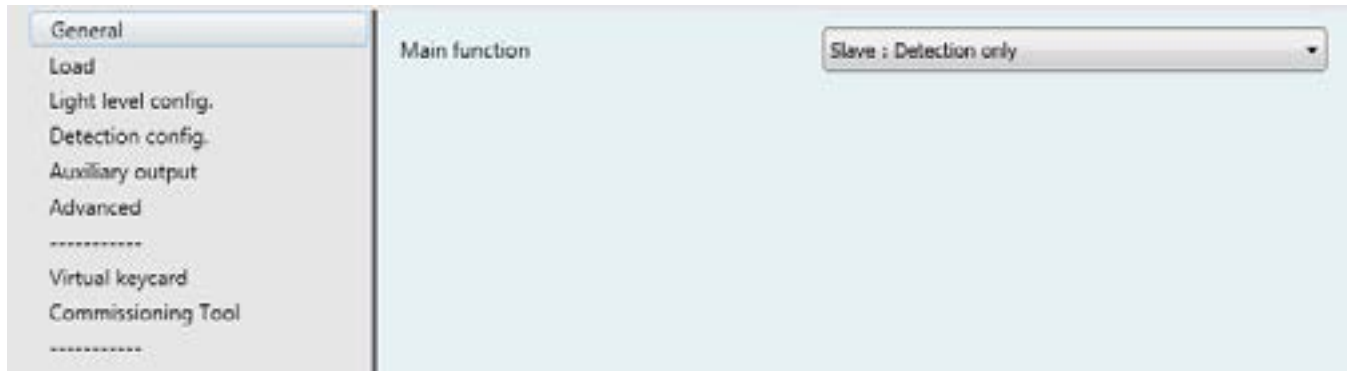 General
Load
Light level config.
Detection config.
Auxiliary output
Advanced
-----------
Virtual keycard
Commissioning Tool
-----------
Main function
Slave : Detection only